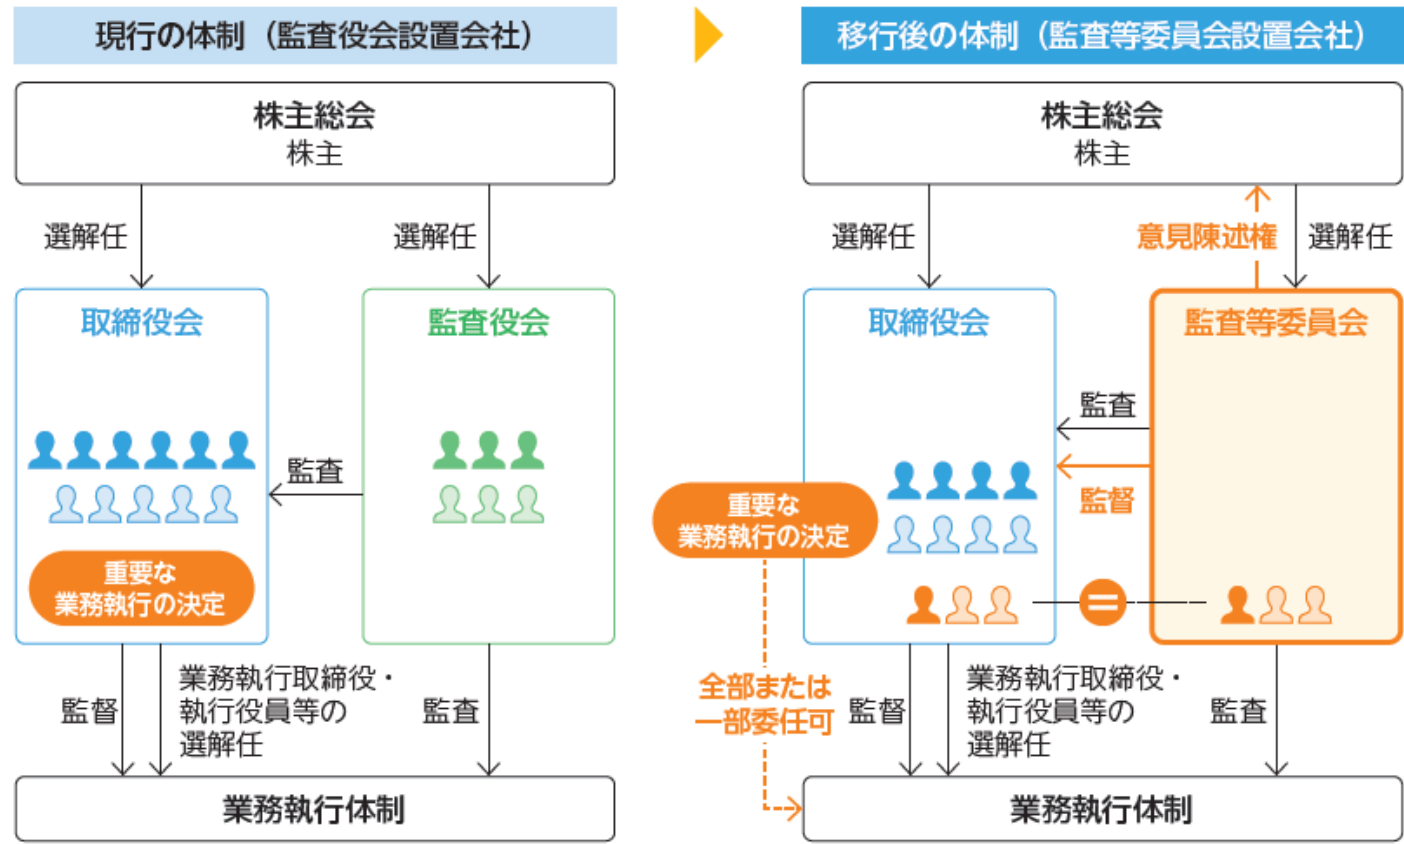 現行の体制（監査役会設置会社）
株主総会
株主
選解任
選解任
取締役会
監査役会
監査
重要な
業務執行の決定
監督
業務執行取締役・
執行役員等の
選解任
監査
業務執行体制
移行後の体制（監査等委員会設置会社）
株主総会
株主
選解任
意見陳述権
選解任
取締役会
監査等委員会
監査
監督
重要な
業務執行の決定
全部または
一部委任可
監督
業務執行取締役・
執行役員等の
選解任
監査
業務執行体制